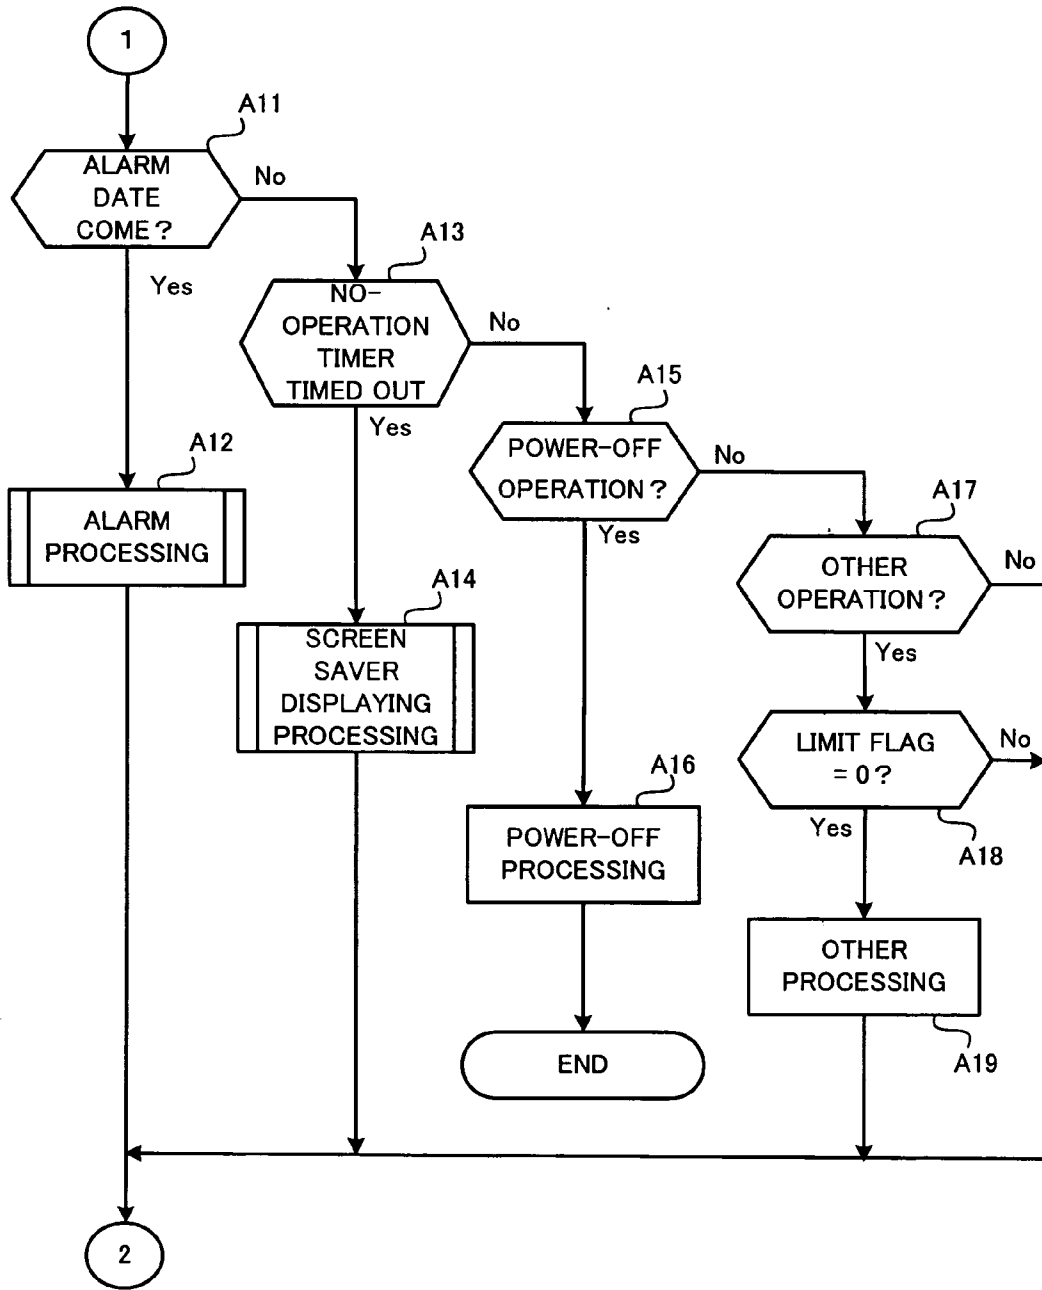 1
A11
ALARM
DATE
COME?
No
Yes
A13
NO-
OPERATION
TIMER
TIMED OUT
No
Yes
A15
POWER-OFF
OPERATION?
No
Yes
A12
ALARM
PROCESSING
A17
OTHER
OPERATION?
No
Yes
A14
SCREEN
SAVER
DISPLAYING
PROCESSING
LIMIT FLAG
=0?
No
Yes
A18
A16
POWER-OFF
PROCESSING
OTHER
PROCESSING
A19
END
2